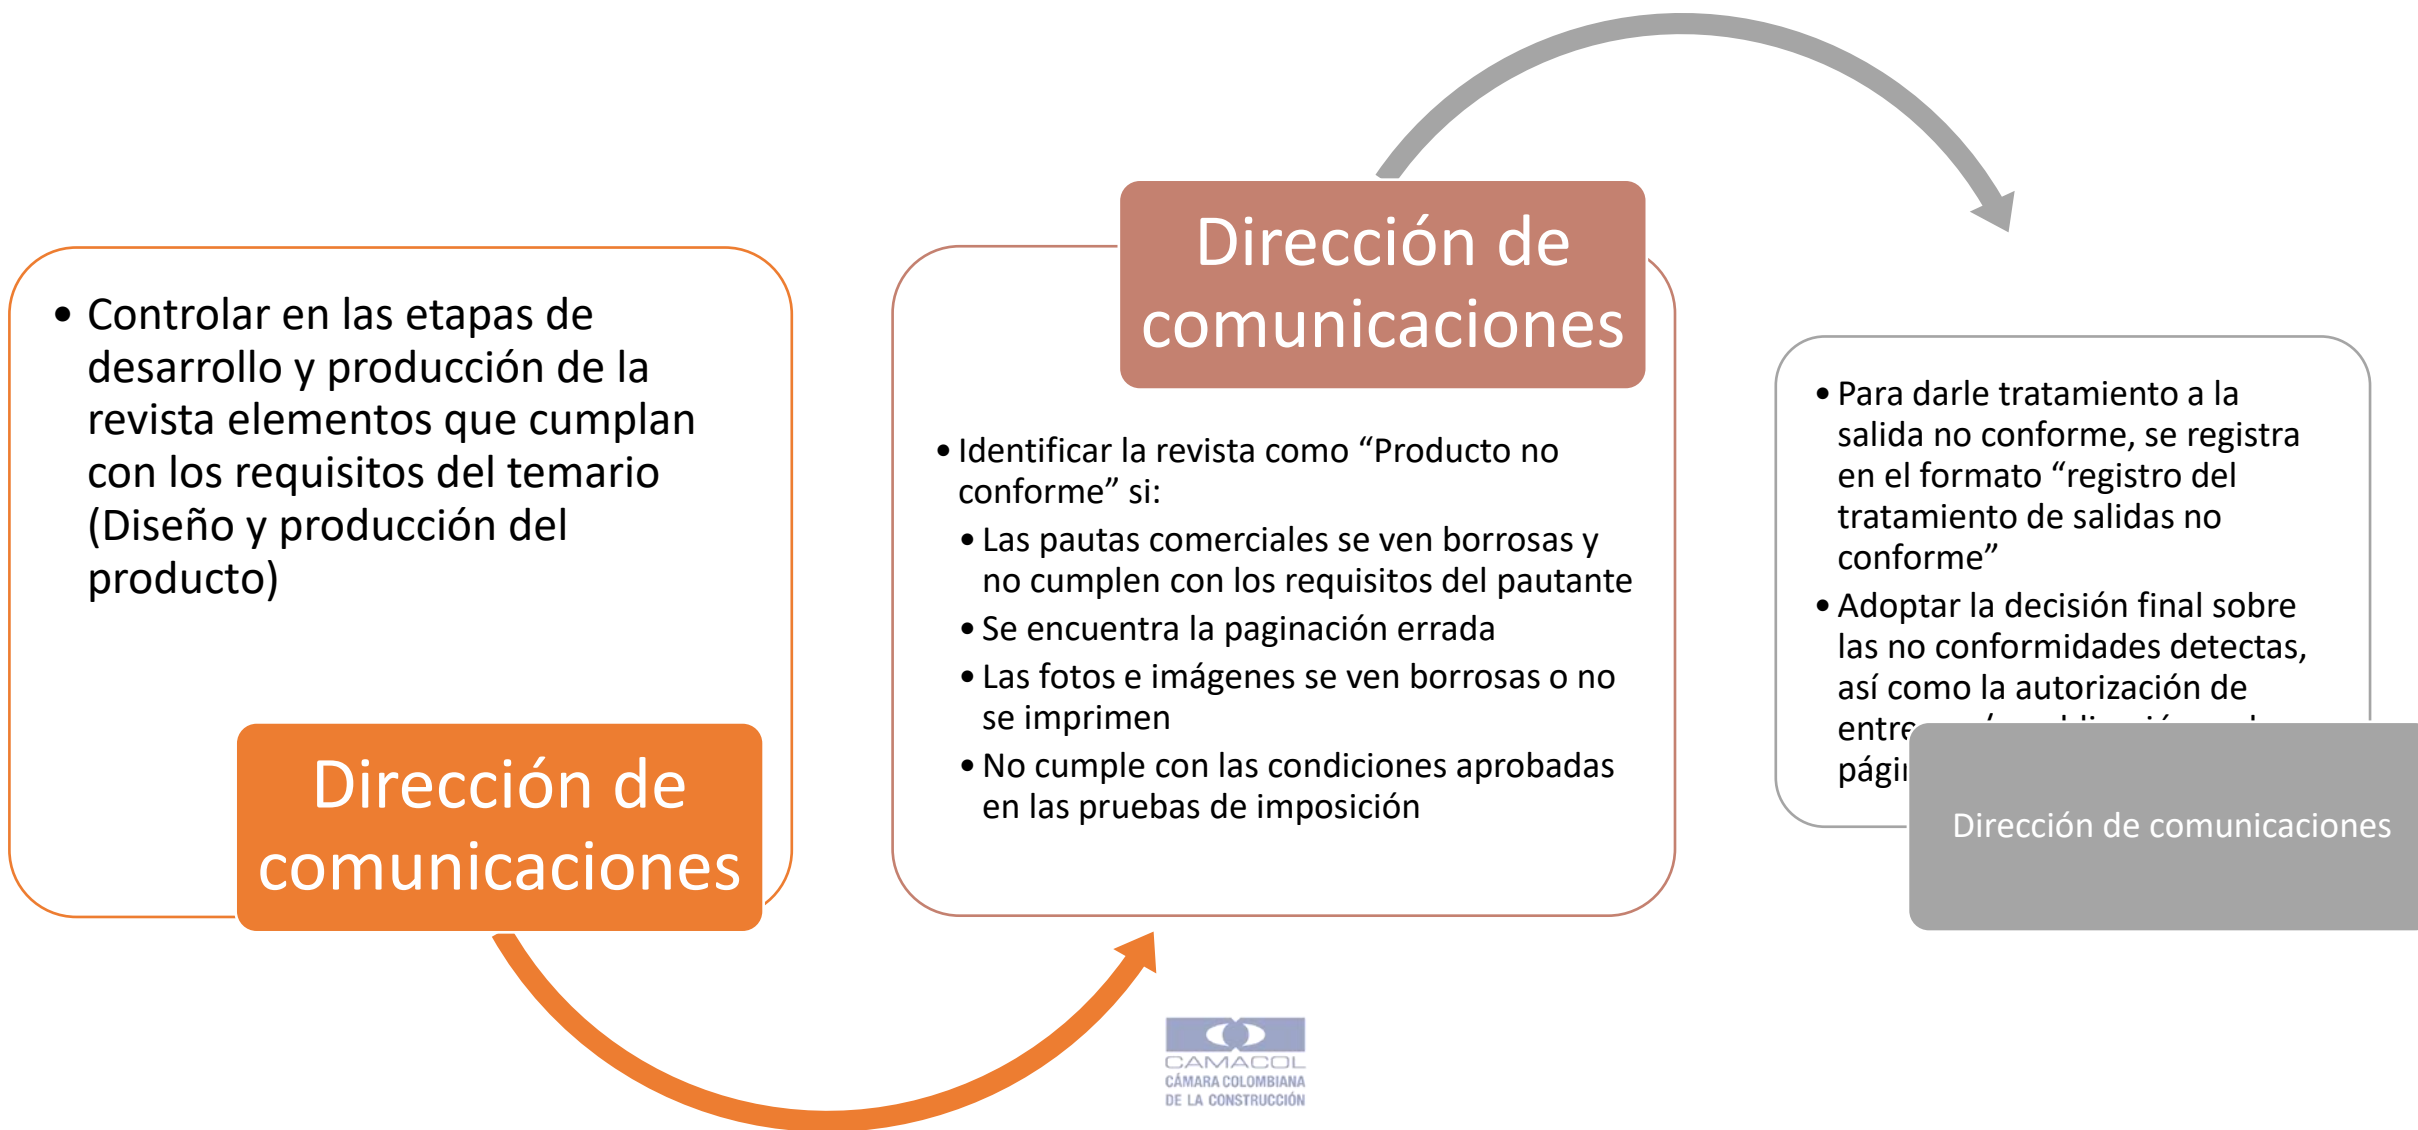 • Controlar en las etapas de
desarrollo y producción de la
revista elementos que cumplan
con los requisitos del temario
(Diseño y producción del
producto)
Dirección de
comunicaciones
Dirección de
comunicaciones
• Identificar la revista como “Producto no
conforme” si:
• Las pautas comerciales se ven borrosas y
no cumplen con los requisitos del pautante
• Se encuentra la paginación errada
• Las fotos e imágenes se ven borrosas o no
se imprimen
• No cumple con las condiciones aprobadas
en las pruebas de imposición
• Para darle tratamiento a la
salida no conforme, se registra
en el formato “registro del
tratamiento de salidas no
conforme”
• Adoptar la decisión final sobre
las no conformidades detectas,
así como la autorización de
Dirección de comunicaciones
CAMACOL
CÁMARA COLOMBIANA
DE LA CONSTRUCCIÓN